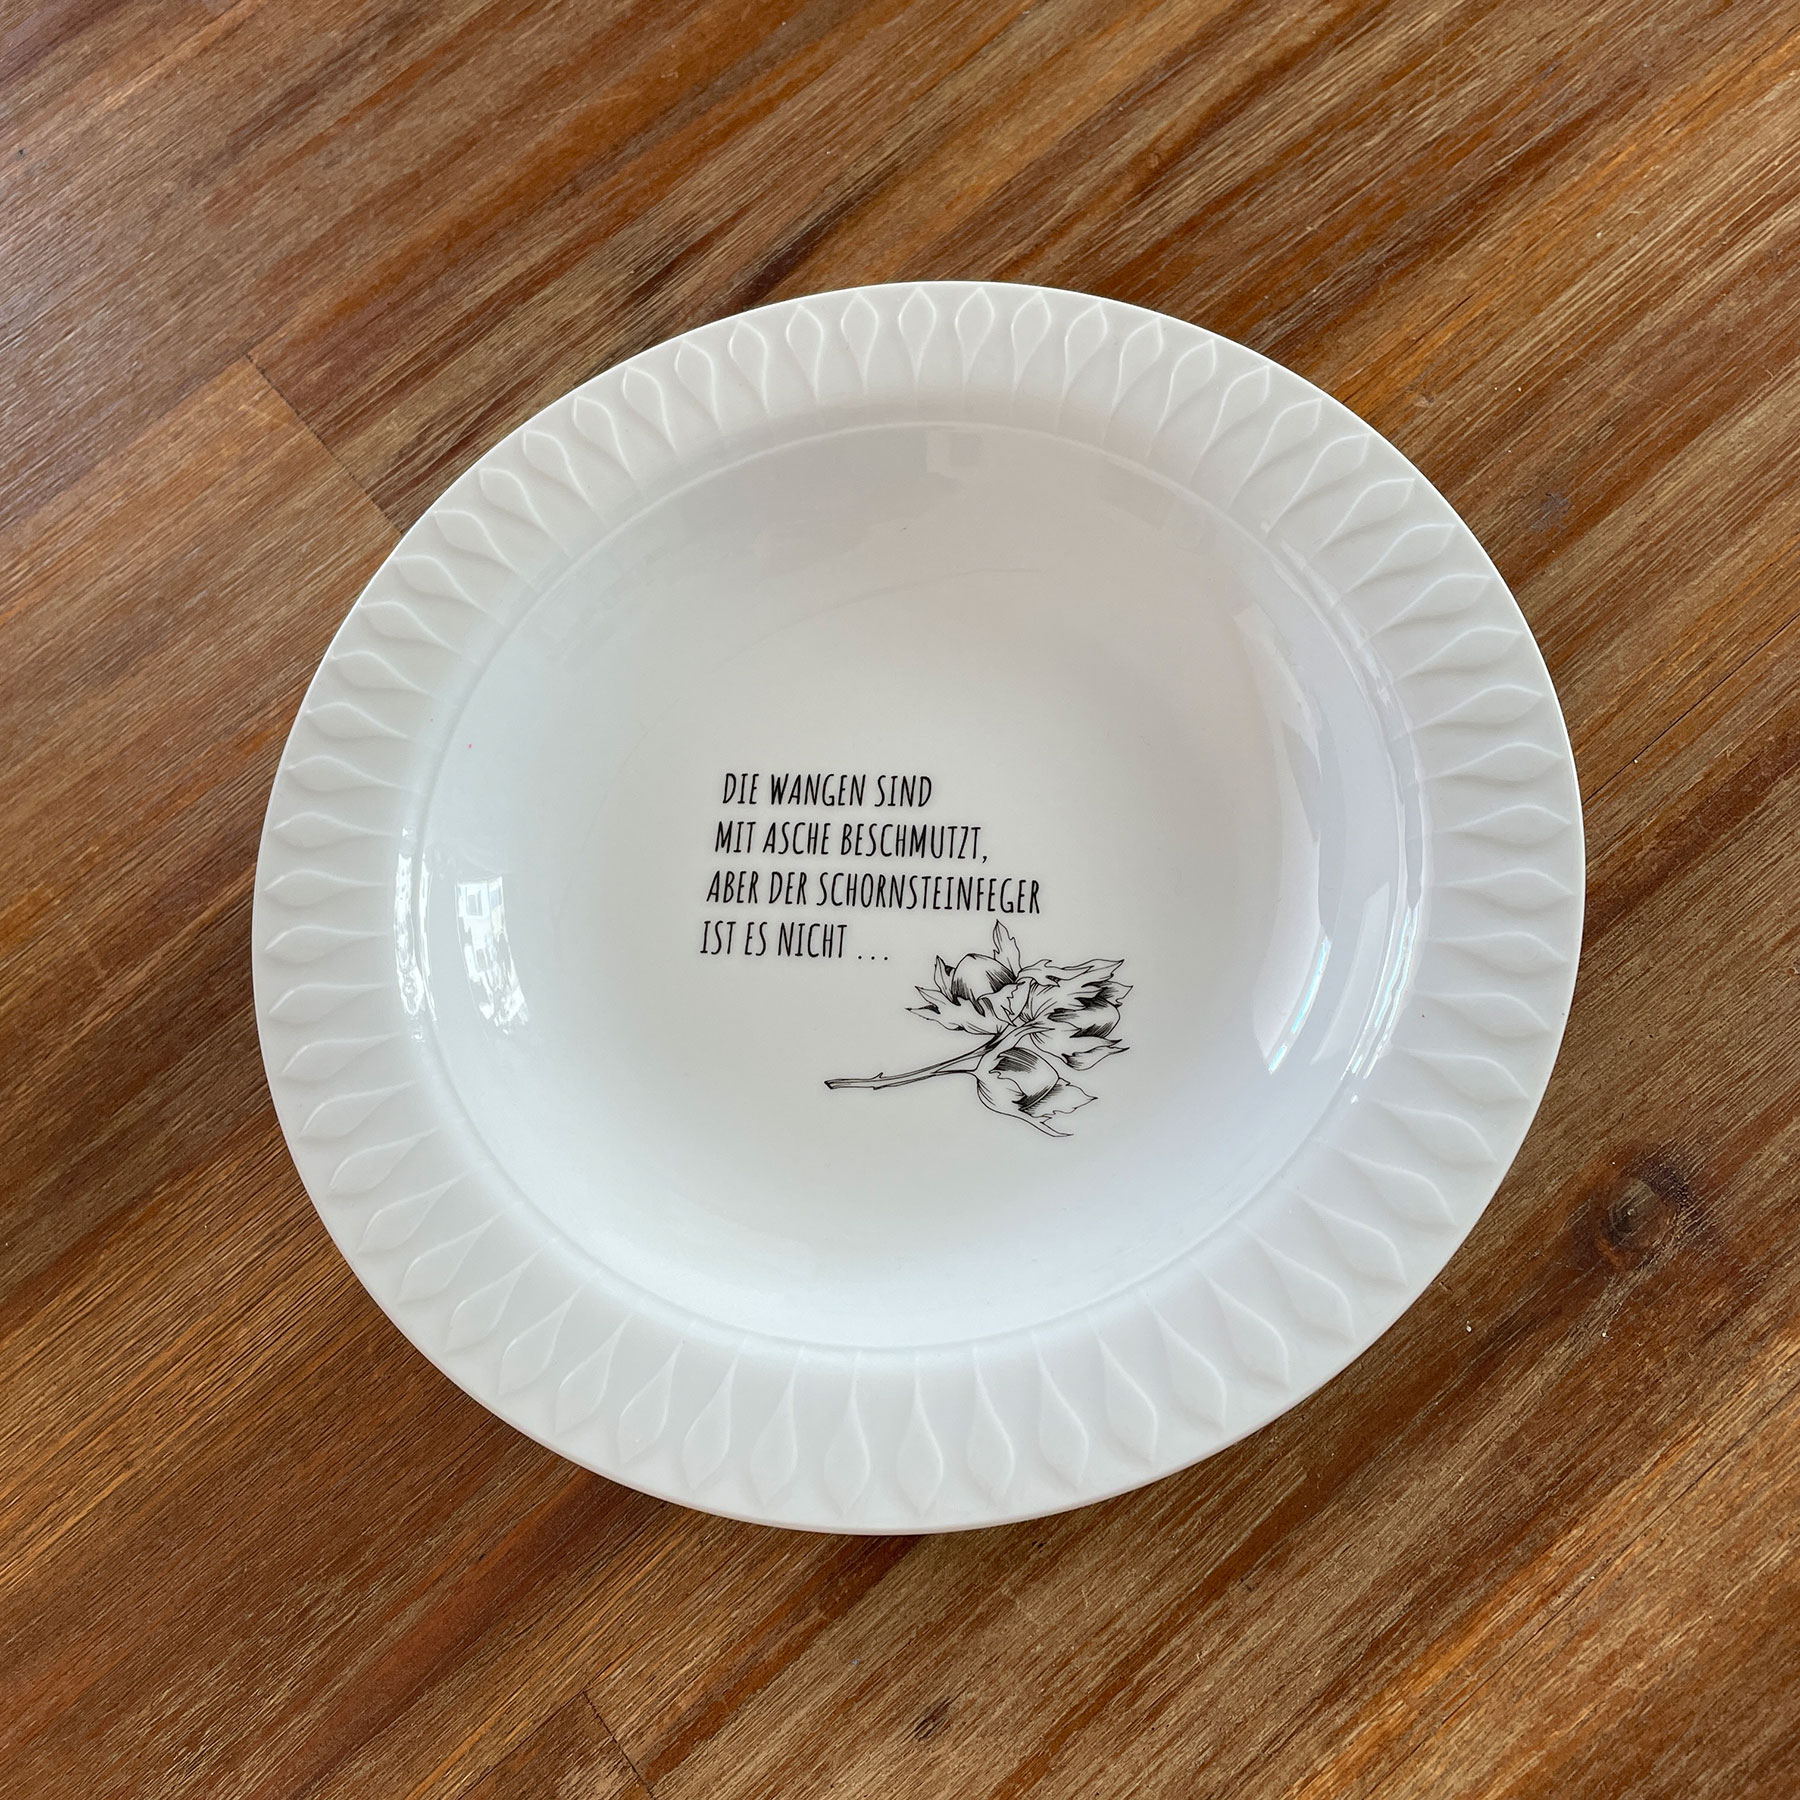 DIE WANGEN SIND
MIT ASCHE BESCHMUTZT,
ABER DER SCHORNSTEINFEGER
IST ES NICHT ...